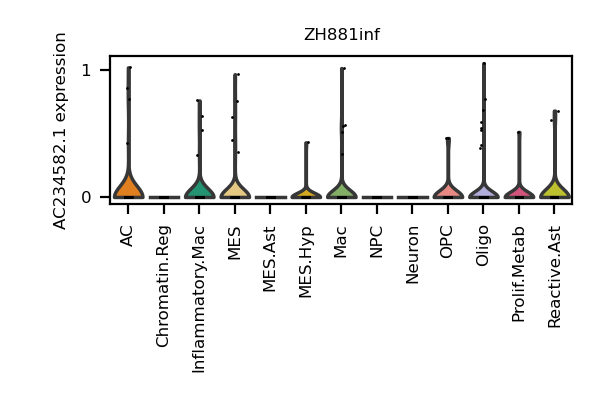 ZH881inf
AC234582.1 expression
1
0
AC
Chromatin.Reg
Inflammatory.Mac
MES
MES.Ast
MES.Hyp
Mac
NPC
Neuron
OPC
Oligo
Prolif.Metab
Reactive.Ast